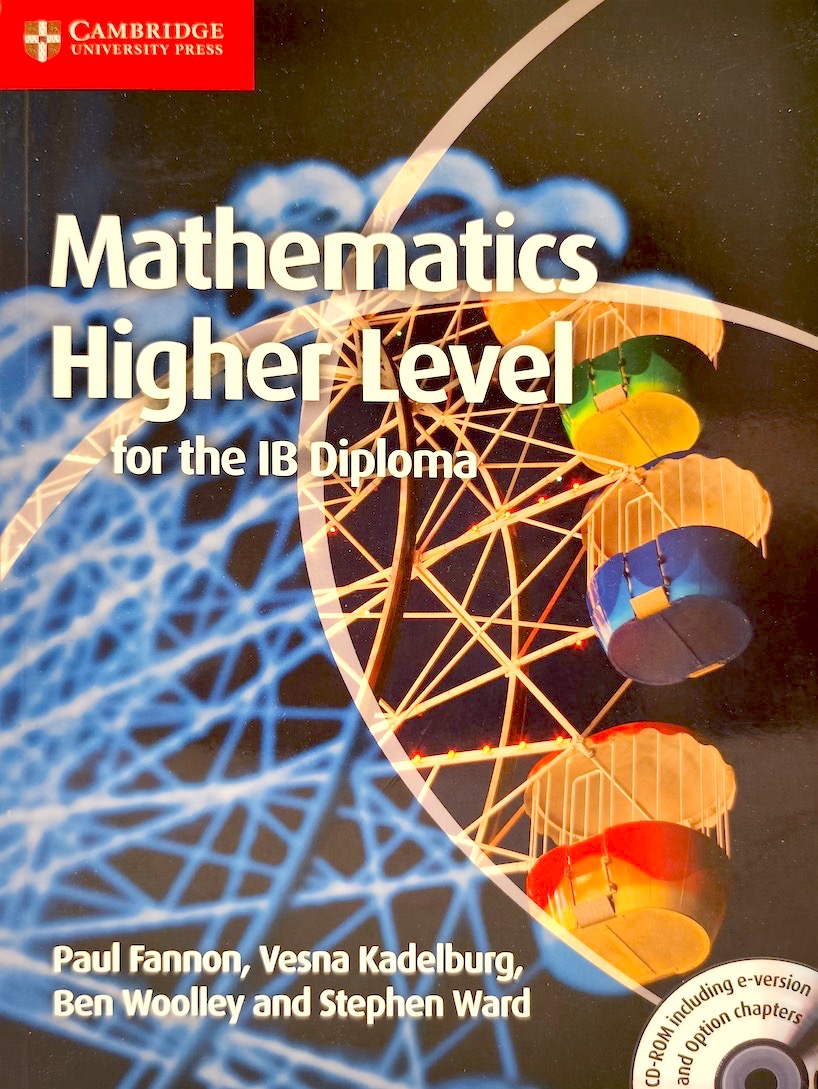 CAMBRIDGE
UNIVERSITY PRESS
Mathematics
Higher Level
for the IB Diploma
Paul Fannon, Vesna Kadelburg,
Ben Woolley and Stephen Ward
CD-ROM including e-version
and Option chapters